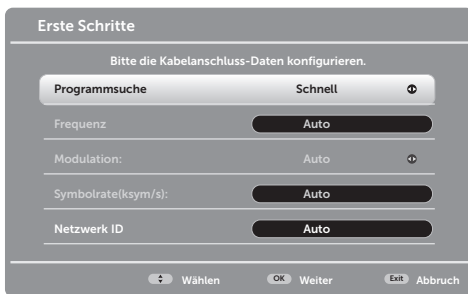 Erste Schritte
Bitte die Kabelanschluss-Daten konfigurieren.
Programmsuche Schnell
Frequenz Auto
Modulation: Auto
Symbolrate(ksym/s): Auto
Netzwerk ID Auto
Wählen OK Weiter Exit Abbruch